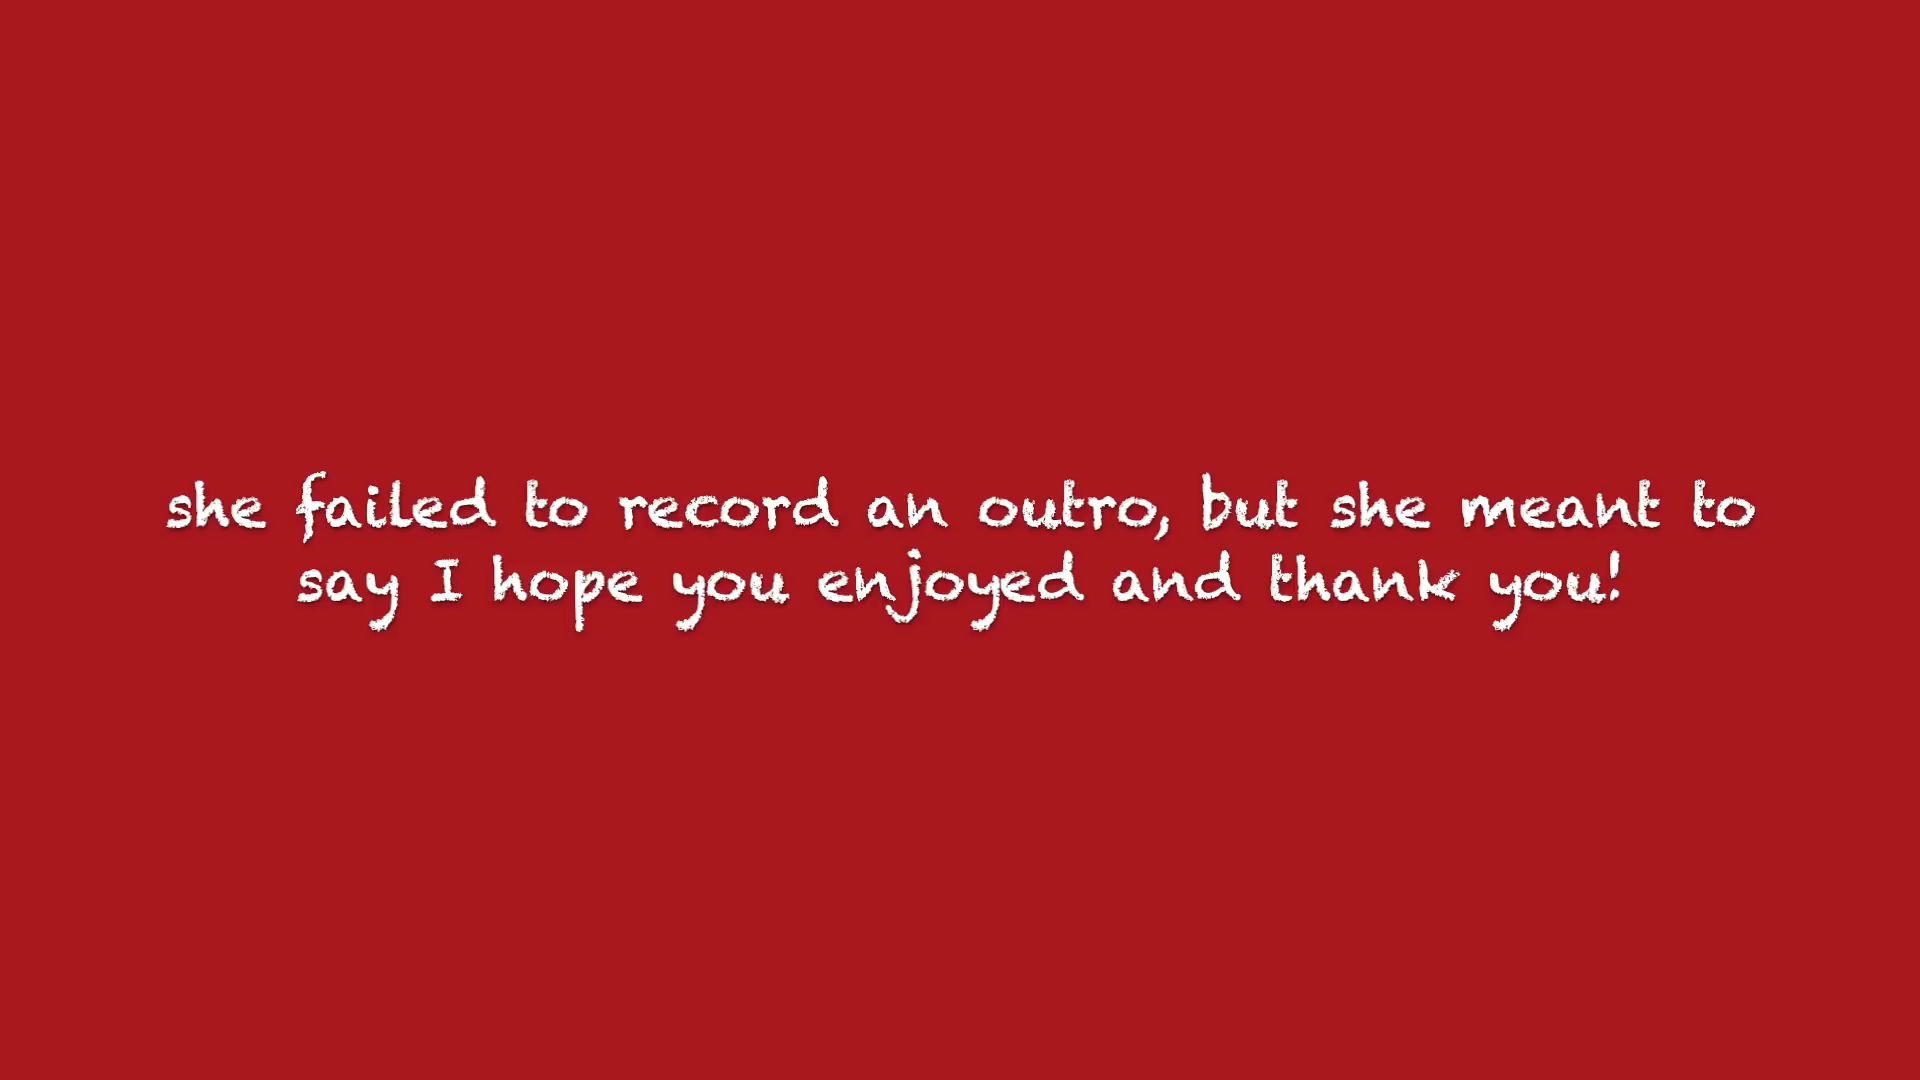 she failed to record an outro, but she meant to
say I hope you enjoyed and thank you!